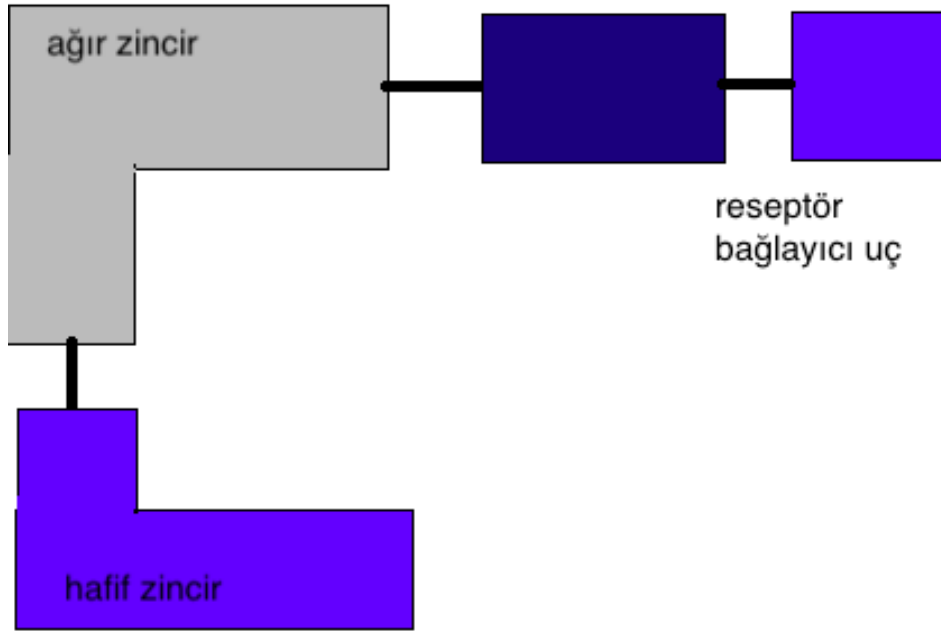 ağır zincir
reseptör
bağlayıcı uç
hafif zincir